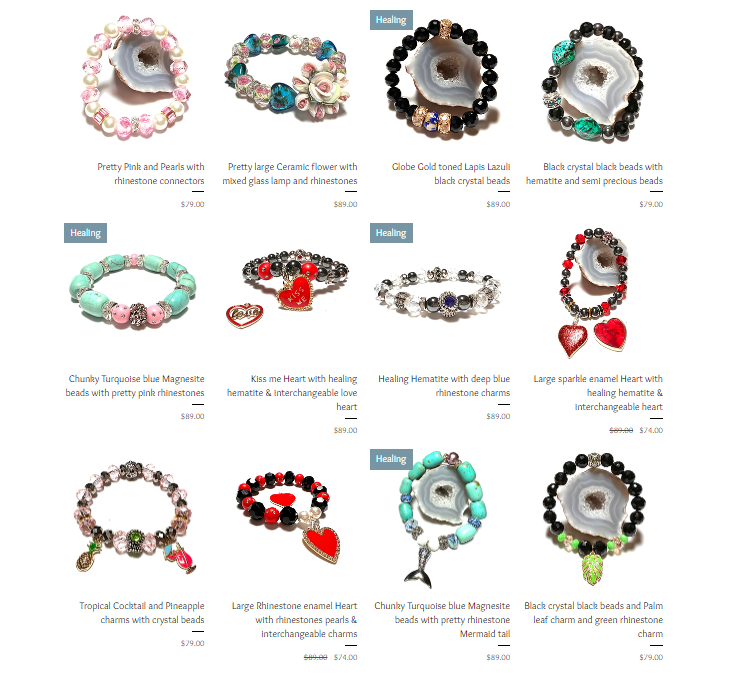 Healing
Pretty Pink and Pearls with
rhinestone connectors
$79.00
Pretty large Ceramic flower with
mixed glass lamp and rhinestones
$89.00
Globe Gold toned Lapis Lazuli
black crystal beads
$89.00
Black crystal black beads with
hematite and semi precious beads
$79.00
Healing
Healing
KISS
ME
Love
Chunky Turquoise blue Magnesite
beads with pretty pink rhinestones
$89.00
Kiss me Heart with healing
hematite & interchangeable love
heart
$89.00
Healing Hematite with deep blue
rhinestone charms
$89.00
Large sparkle enamel Heart with
healing hematite &
interchangeable heart
$89.00 $74.00
Healing
Tropical Cocktail and Pineapple
charms with crystal beads
$79.00
Large Rhinestone enamel Heart
with rhinestones pearls &
interchangeable charms
$89.00 $74.00
Chunky Turquoise blue Magnesite
beads with pretty rhinestone
Mermaid tail
$89.00
Black crystal black beads and Palm
leaf charm and green rhinestone
charm
$79.00